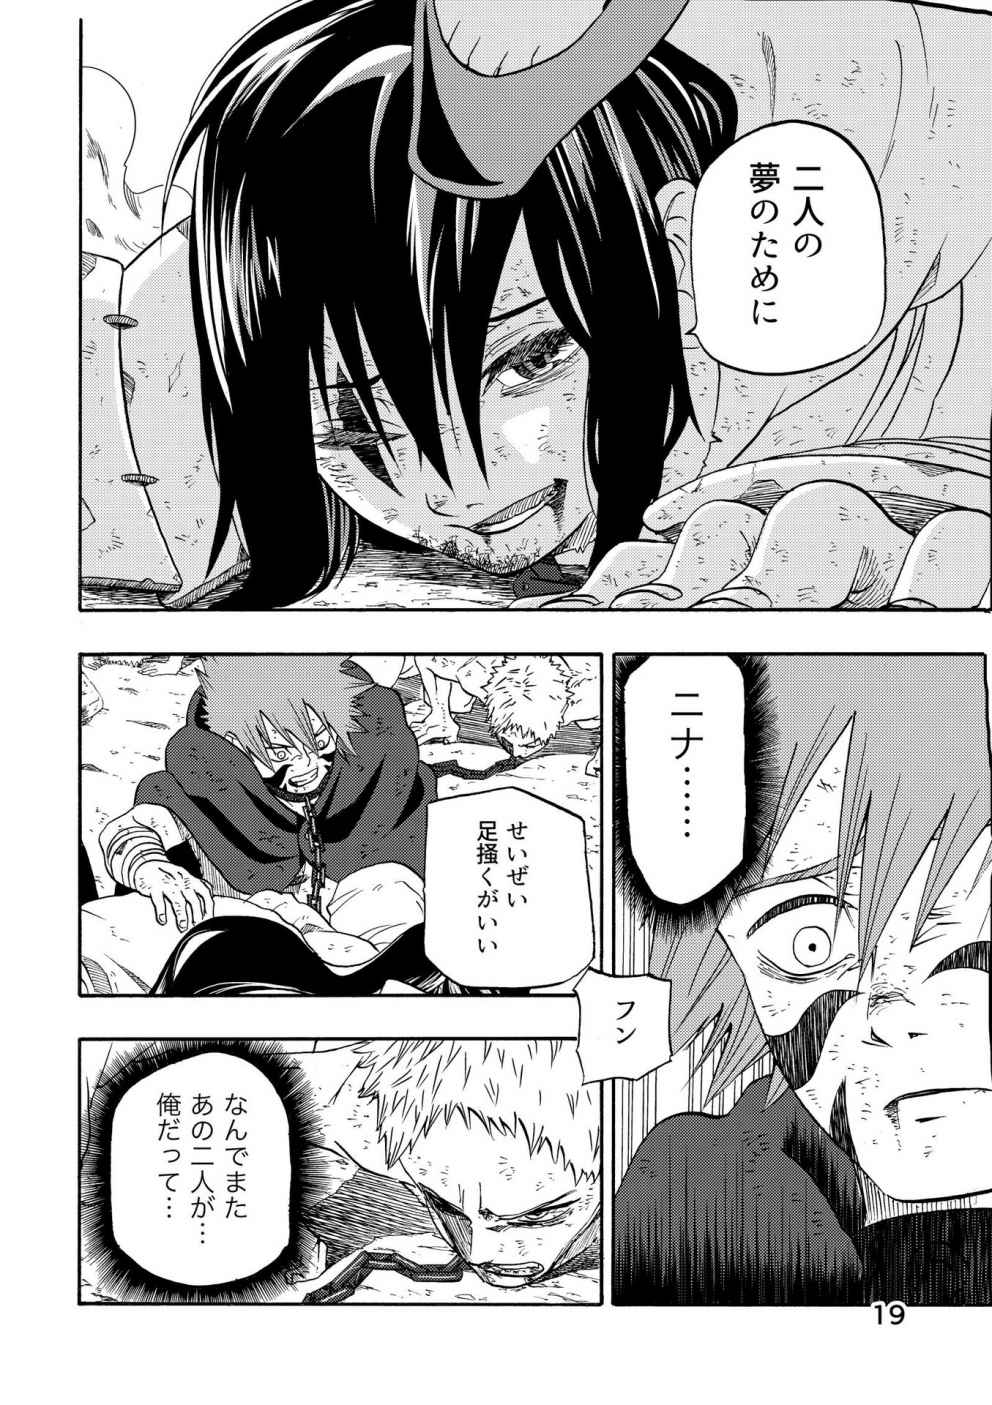 二人の
夢のために
ニナ……
フン
せいぜい
足掻くがいい
なんでまた
あの二人が…
俺だって…
19